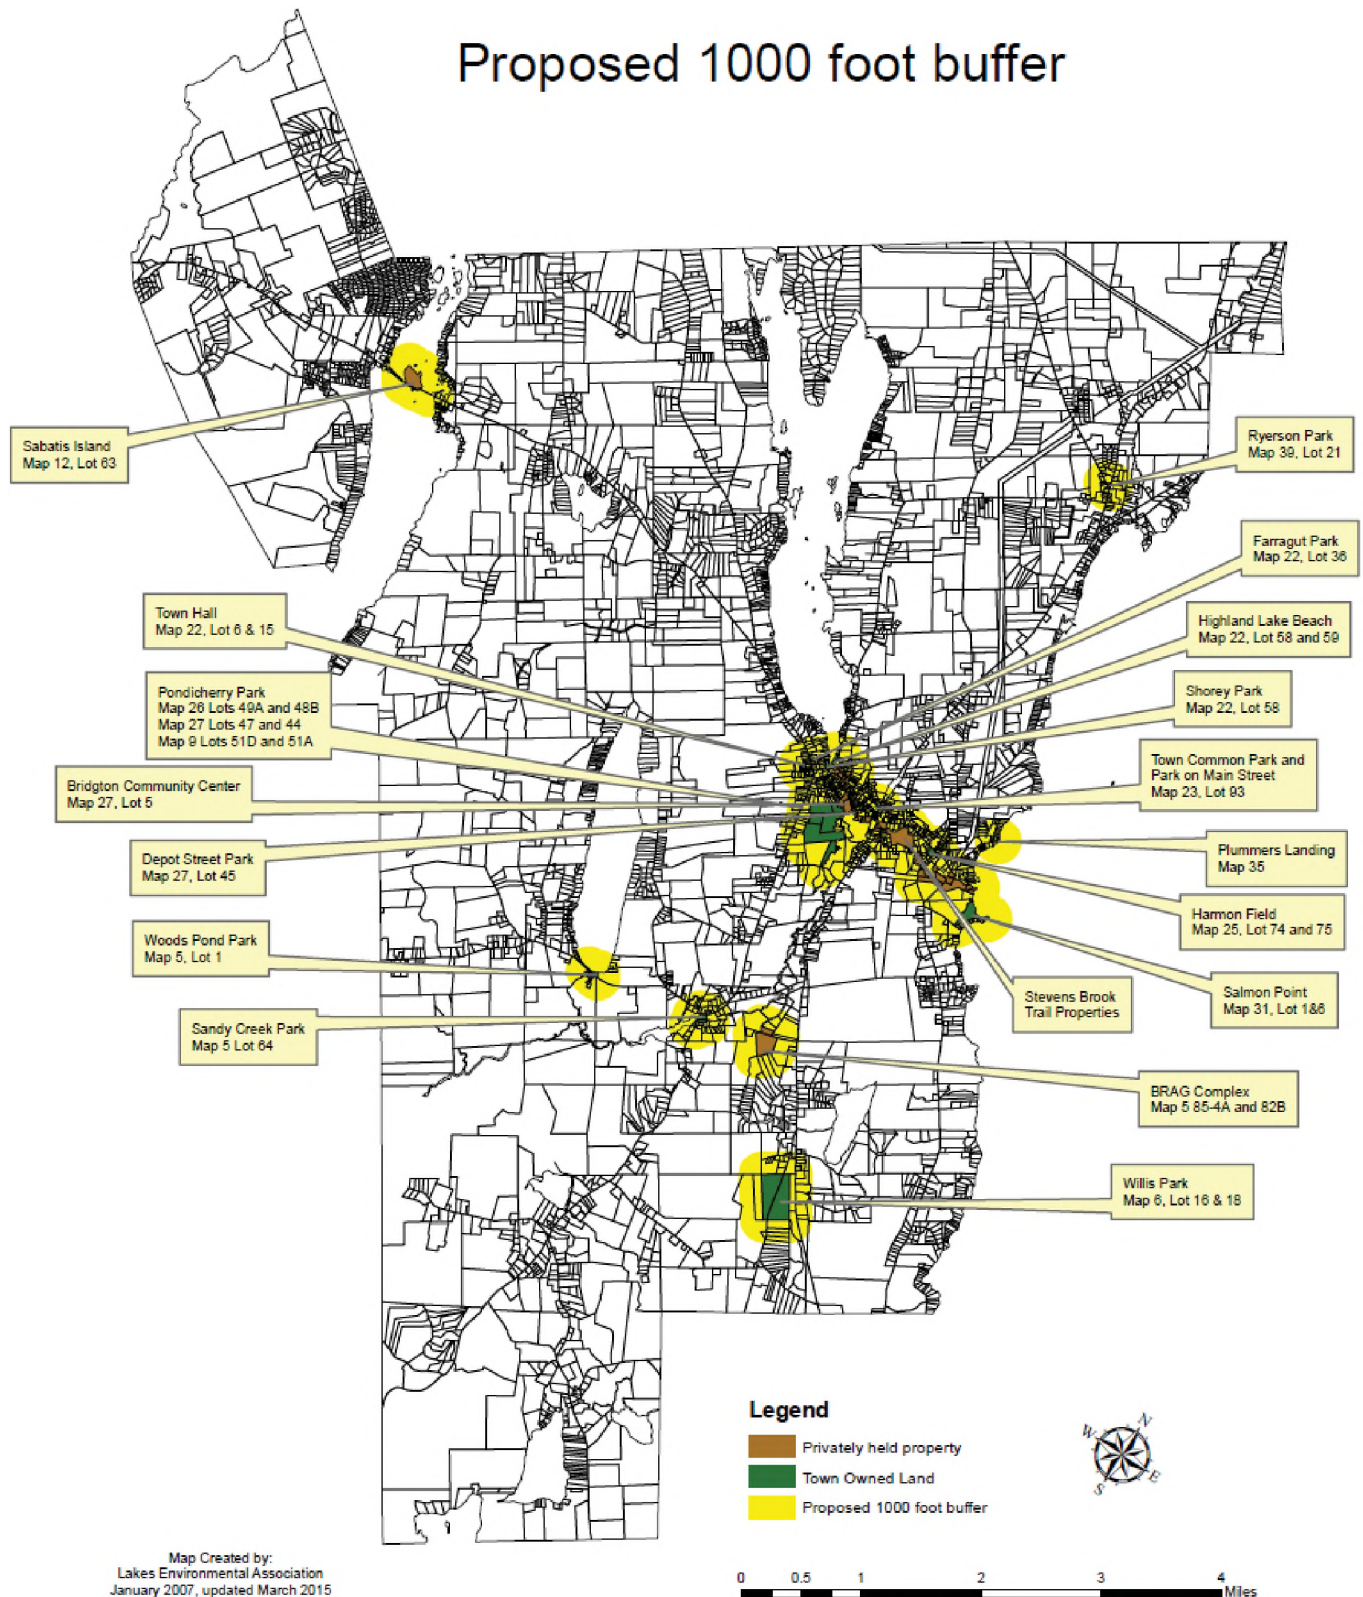 Proposed 1000 foot buffer
Sabatis Island
Map 12, Lot 63
Ryerson Park
Map 39, Lot 21
Farragut Park
Map 22, Lot 36
Town Hall
Map 22, Lot 6 & 15
Highland Lake Beach
Map 22, Lot 58 and 59
Pondicherry Park
Map 26 Lots 49A and 48B
Map 27 Lots 47 and 44
Map 9 Lots 51D and 51A
Shorey Park
Map 22, Lot 58
Bridgton Community Center
Map 27, Lot 5
Town Common Park and
Park on Main Street
Map 23, Lot 93
Depot Street Park
Map 27, Lot 45
Plummers Landing
Map 35
Harmon Field
Map 25, Lot 74 and 75
Woods Pond Park
Map 5, Lot 1
Salmon Point
Map 31, Lot 1&6
Stevens Brook
Trail Properties
Sandy Creek Park
Map 5 Lot 64
BRAG Complex
Map 5 85-4A and 82B
Willis Park
Map 6, Lot 16 & 18
Legend
Privately held property
Town Owned Land
Proposed 1000 foot buffer
N
W
E
S
Map Created by:
Lakes Environmental Association
January 2007, updated March 2015
0 0.5 1 2 3 4
Miles